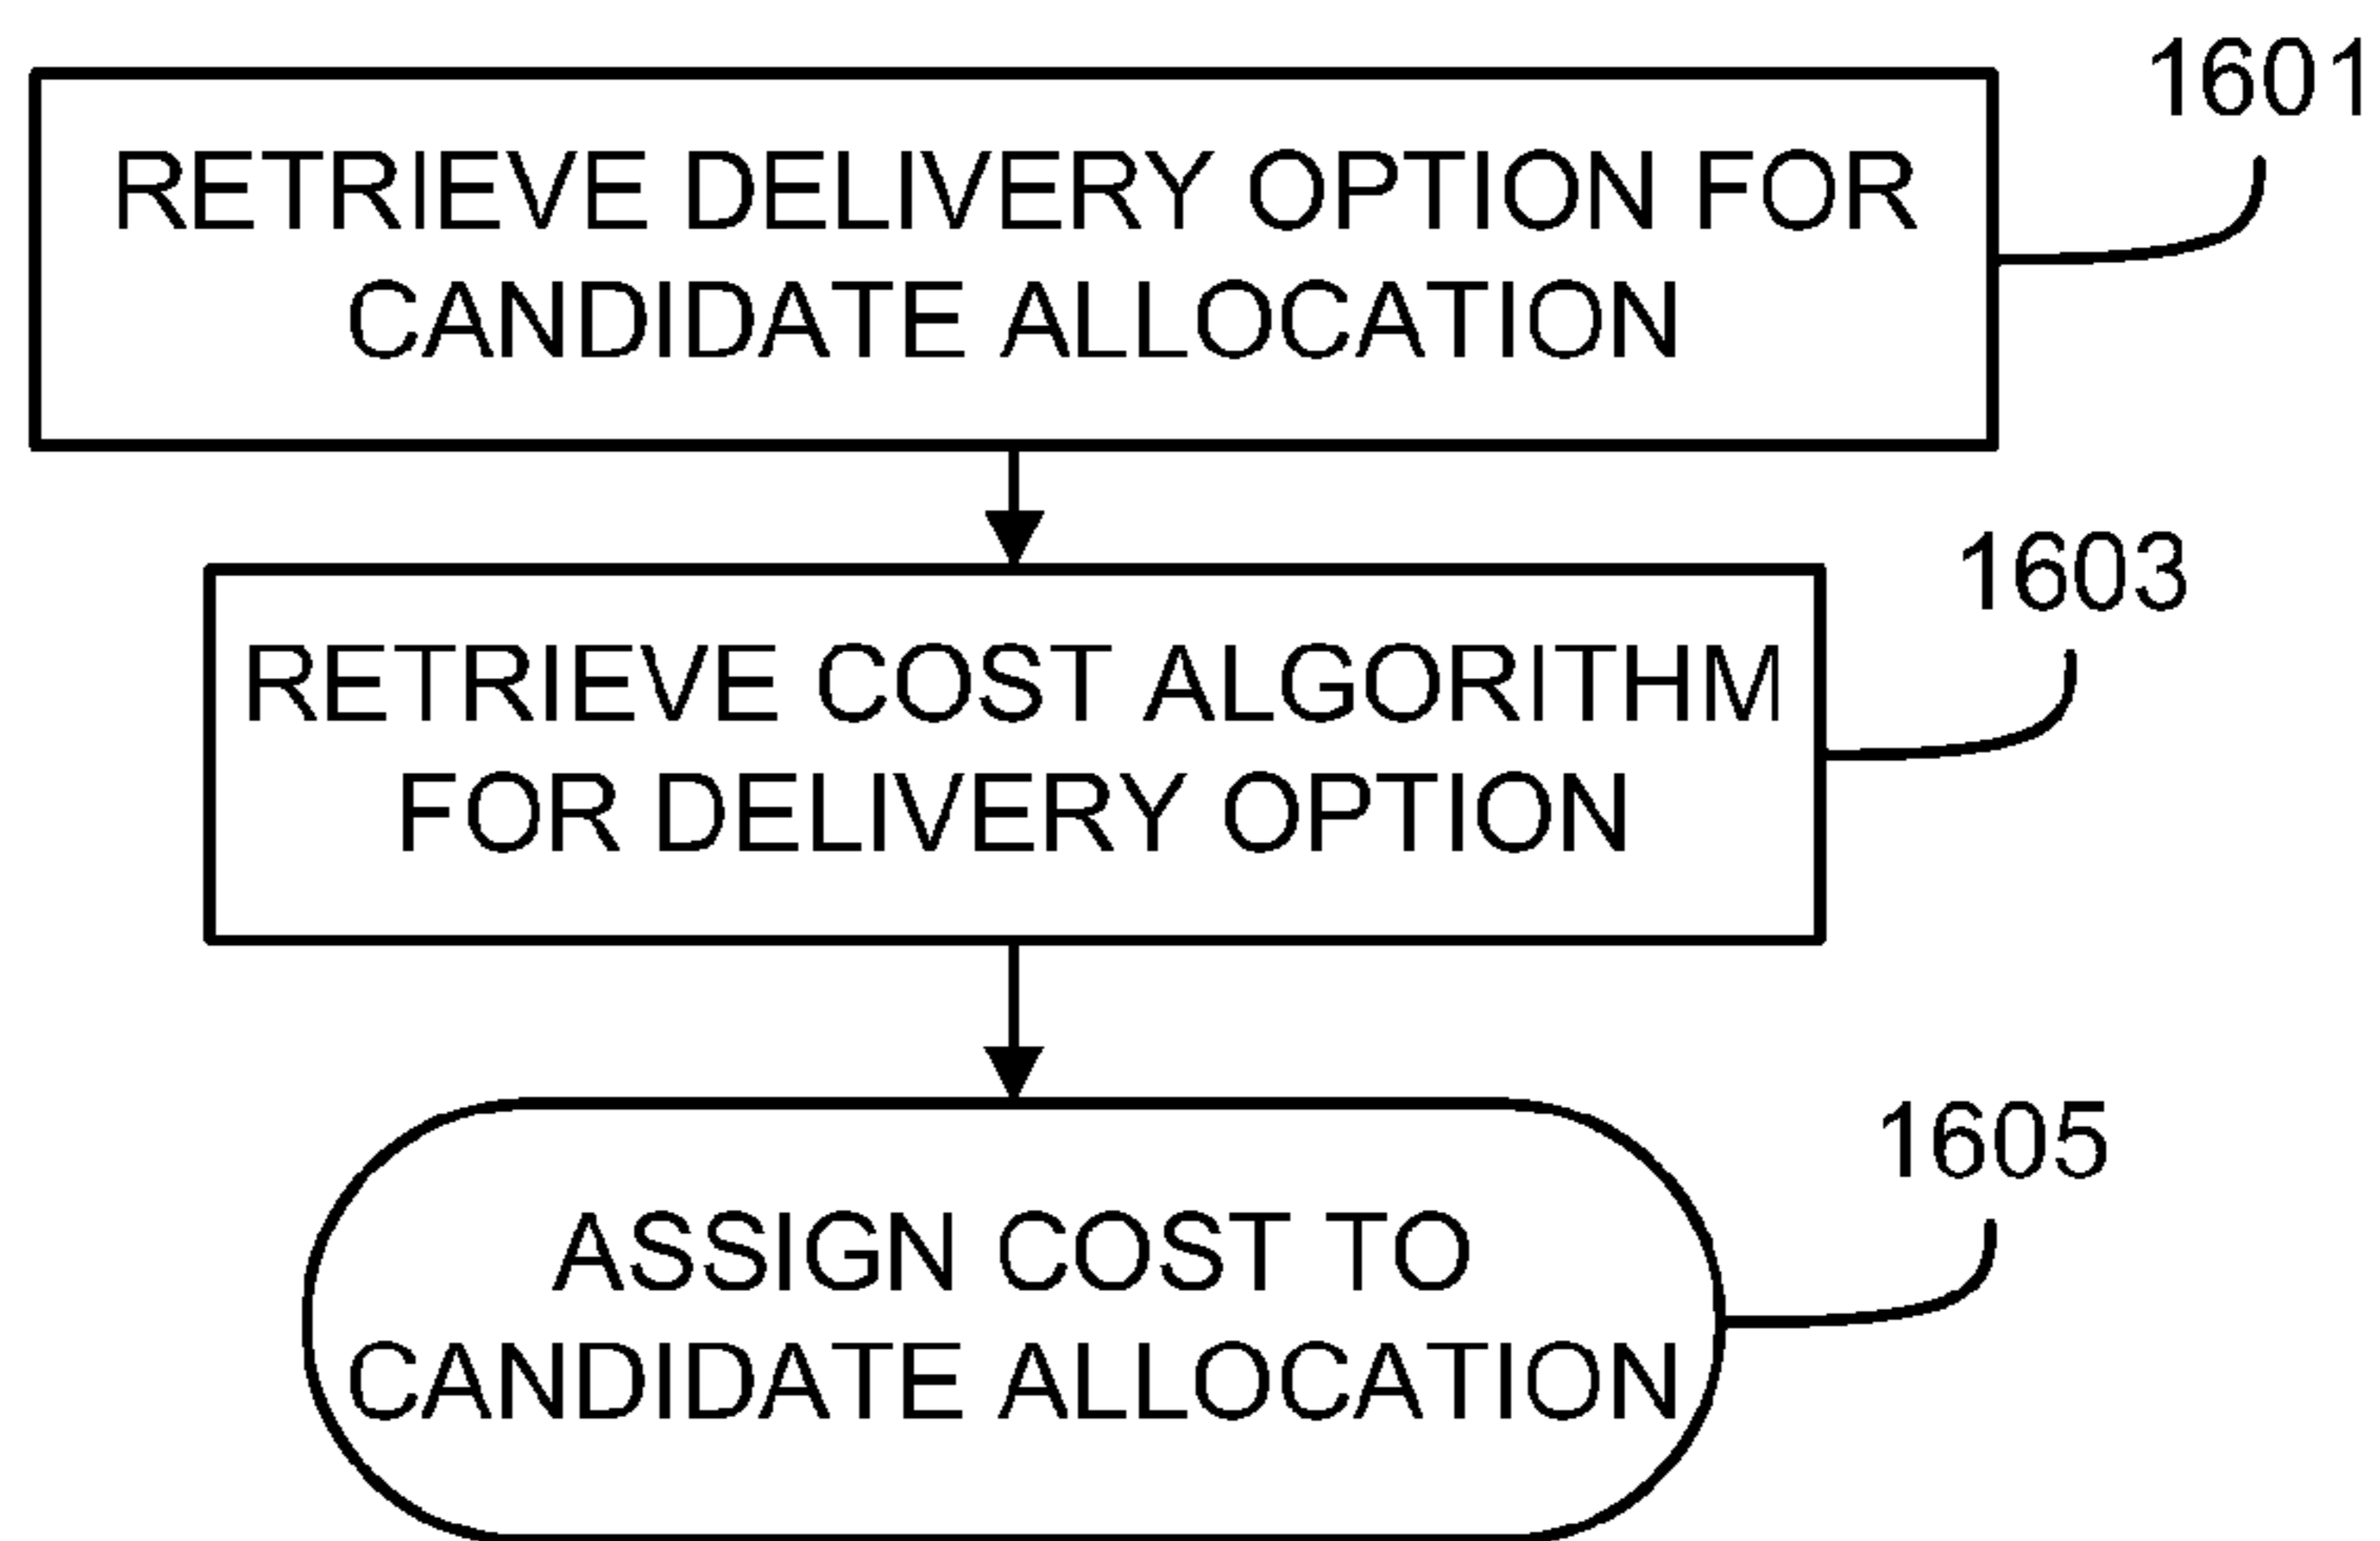 1601
RETRIEVE DELIVERY OPTION FOR
CANDIDATE ALLOCATION
1603
RETRIEVE COST ALGORITHM
FOR DELIVERY OPTION
1605
ASSIGN COST TO
CANDIDATE ALLOCATION